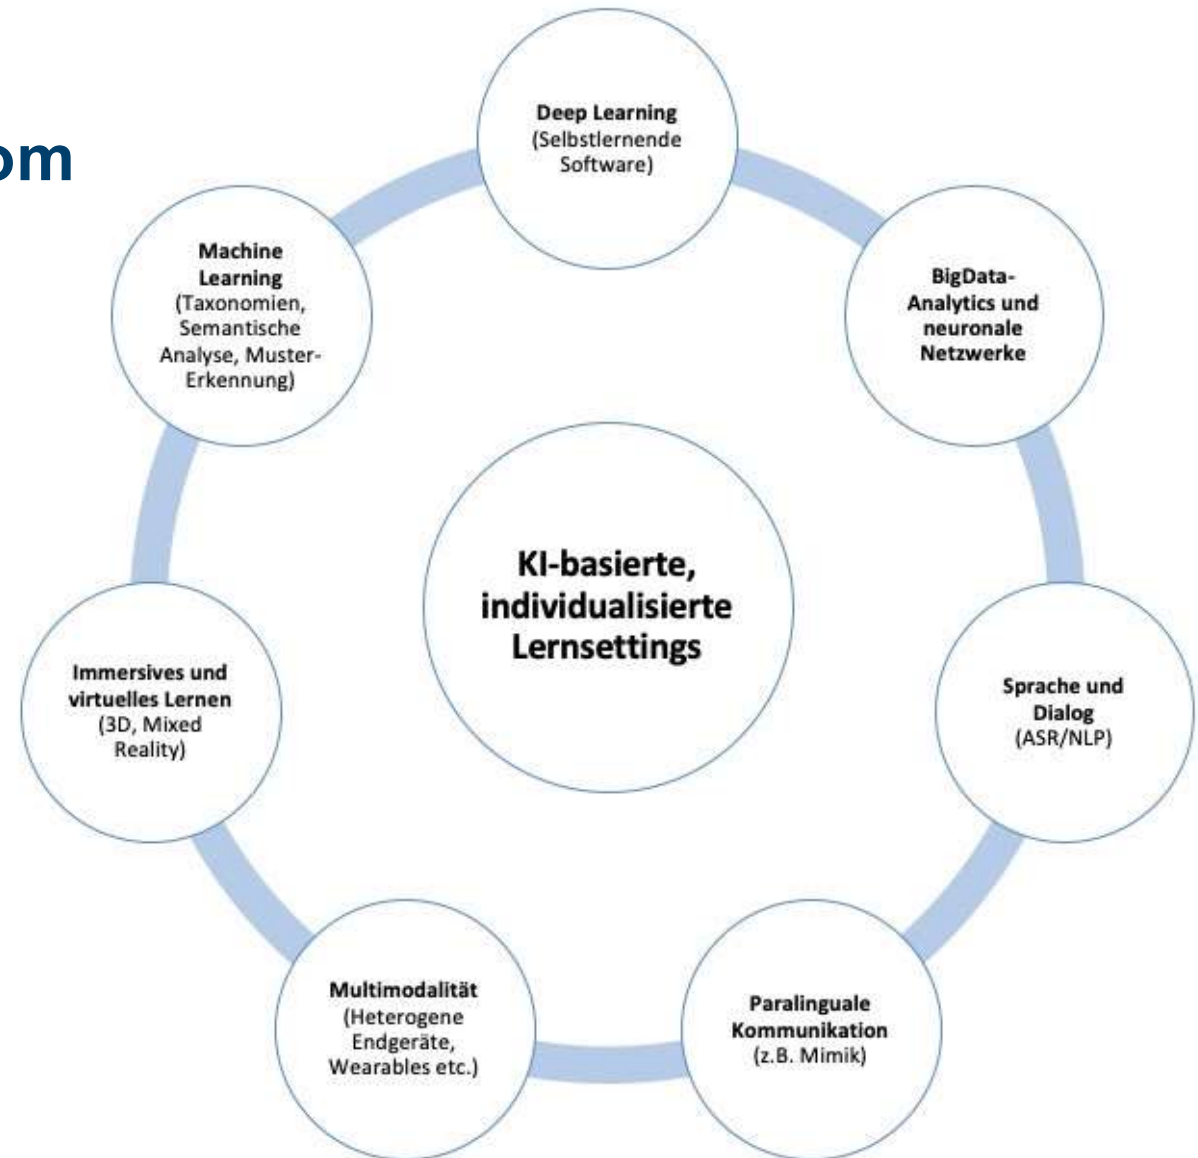 om
Deep Learning
(Selbstlernende
Software)
BigData-
Analytics und
neuronale
Netzwerke
Sprache und
Dialog
(ASR/NLP)
Paralinguale
Kommunikation
(z.B. Mimik)
Multimodalität
(Heterogene
Endgeräte,
Wearables etc.)
Immersives und
virtuelles Lernen
(3D, Mixed
Reality)
Machine
Learning
(Taxonomien,
Semantische
Analyse, Muster-
Erkennung)
KI-basierte,
individualisierte
Lernsettings